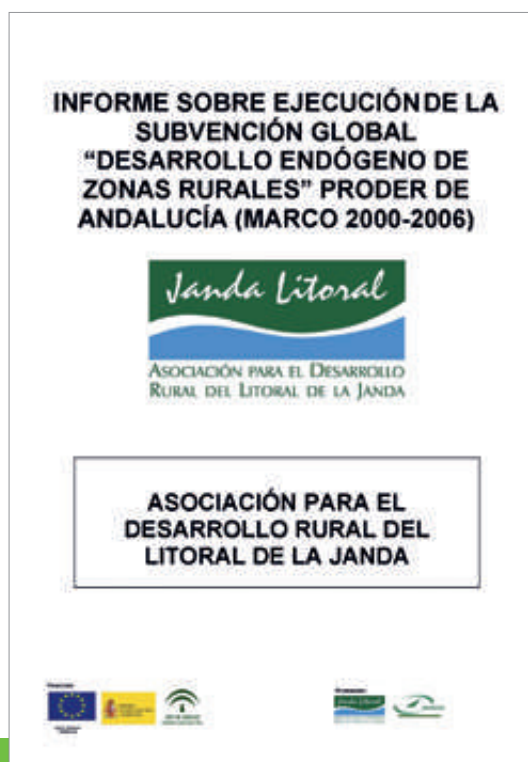 INFORME SOBRE EJECUCIÓN DE LA
SUBVENCIÓN GLOBAL
“DESARROLLO ENDÓGENO DE
ZONAS RURALES” PRODER DE
ANDALUCÍA (MARCO 2000-2006)
Janda Litoral
ASOCIACIÓN PARA EL DESARROLLO
RURAL DEL LITORAL DE LA JANDA
ASOCIACIÓN PARA EL
DESARROLLO RURAL DEL
LITORAL DE LA JANDA
Janda Litoral